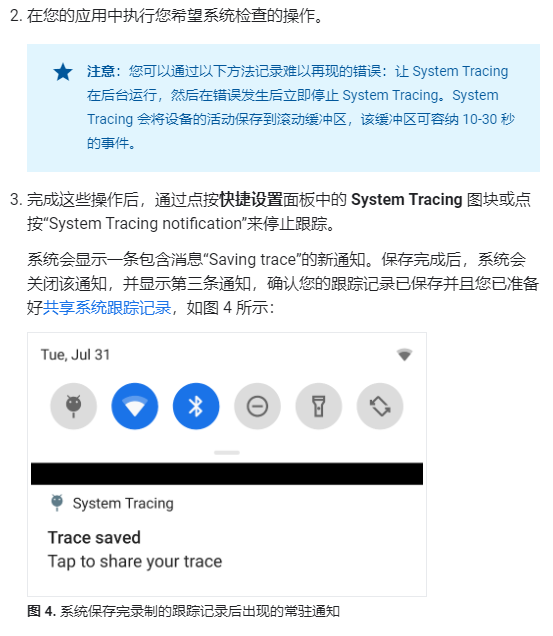 2. 在您的应用中执行您希望系统检查的操作。
注意：您可以通过以下方法记录难以再现的错误：让 System Tracing
在后台运行，然后在错误发生后立即停止 System Tracing。System
Tracing 会将设备的活动保存到滚动缓冲区，该缓冲区可容纳 10-30 秒
的事件。
3. 完成这些操作后，通过点按快捷设置面板中的 System Tracing 图块或点
按“System Tracing notification”来停止跟踪。
系统会显示一条包含消息“Saving trace”的新通知。保存完成后，系统会
关闭该通知，并显示第三条通知，确认您的跟踪记录已保存并且您已准备
好共享系统跟踪记录，如图 4 所示：
Tue, Jul 31
System Tracing
Trace saved
Tap to share your trace
图 4. 系统保存完录制的跟踪记录后出现的常驻通知